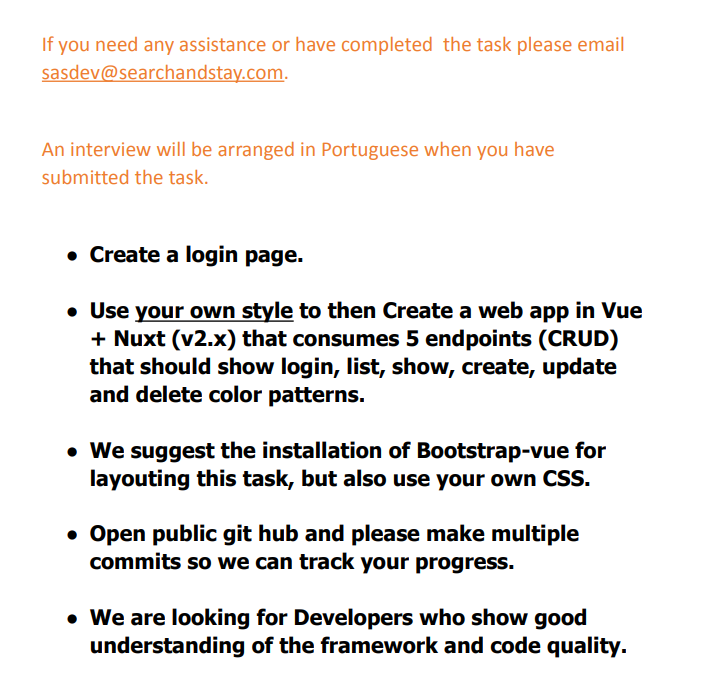 If you need any assistance or have completed  the task please email
sasdev@searchandstay.com.
An interview will be arranged in Portuguese when you have
submitted the task.
● Create a login page.
● Use your own style to then Create a web app in Vue
+ Nuxt (v2.x) that consumes 5 endpoints (CRUD)
that should show login, list, show, create, update
and delete color patterns.
● We suggest the installation of Bootstrap-vue for
layouting this task, but also use your own CSS.
● Open public git hub and please make multiple
commits so we can track your progress.
● We are looking for Developers who show good
understanding of the framework and code quality.